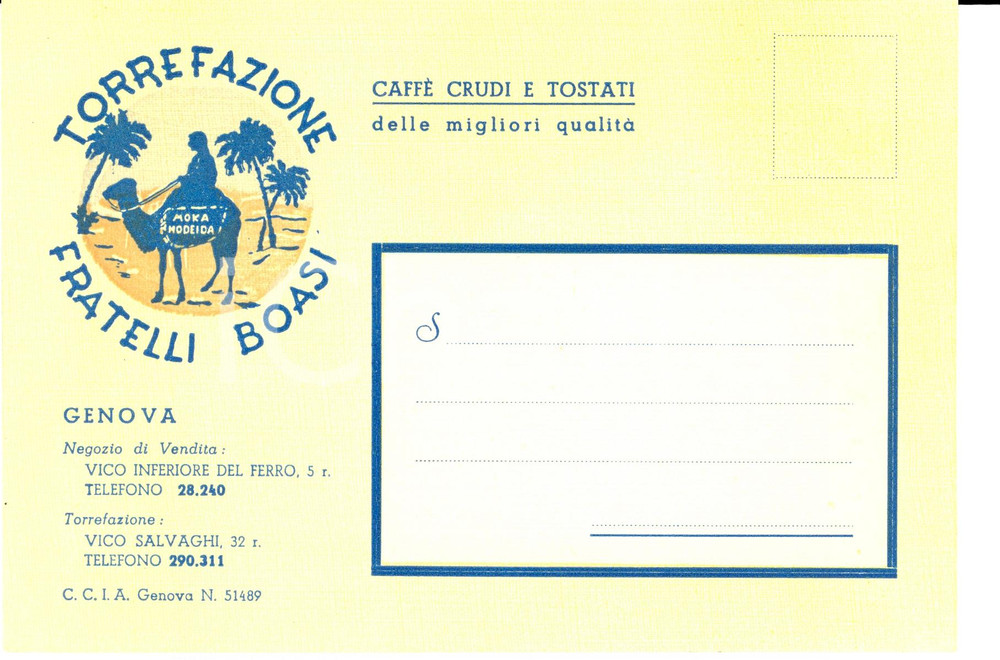 TORREFAZIONE
MOKA
HODEIDA
FRATELLI BOASI
CAFFÈ CRUDI E TOSTATI
delle migliori qualità
S
GENOVA
Negozio di Vendita:
VICO INFERIORE DEL FERRO, 5 r.
TELEFONO 28.240
Torrefazione:
VICO SALVAGHI, 32 r.
TELEFONO 290.311
C. C. I. A. Genova N. 51489